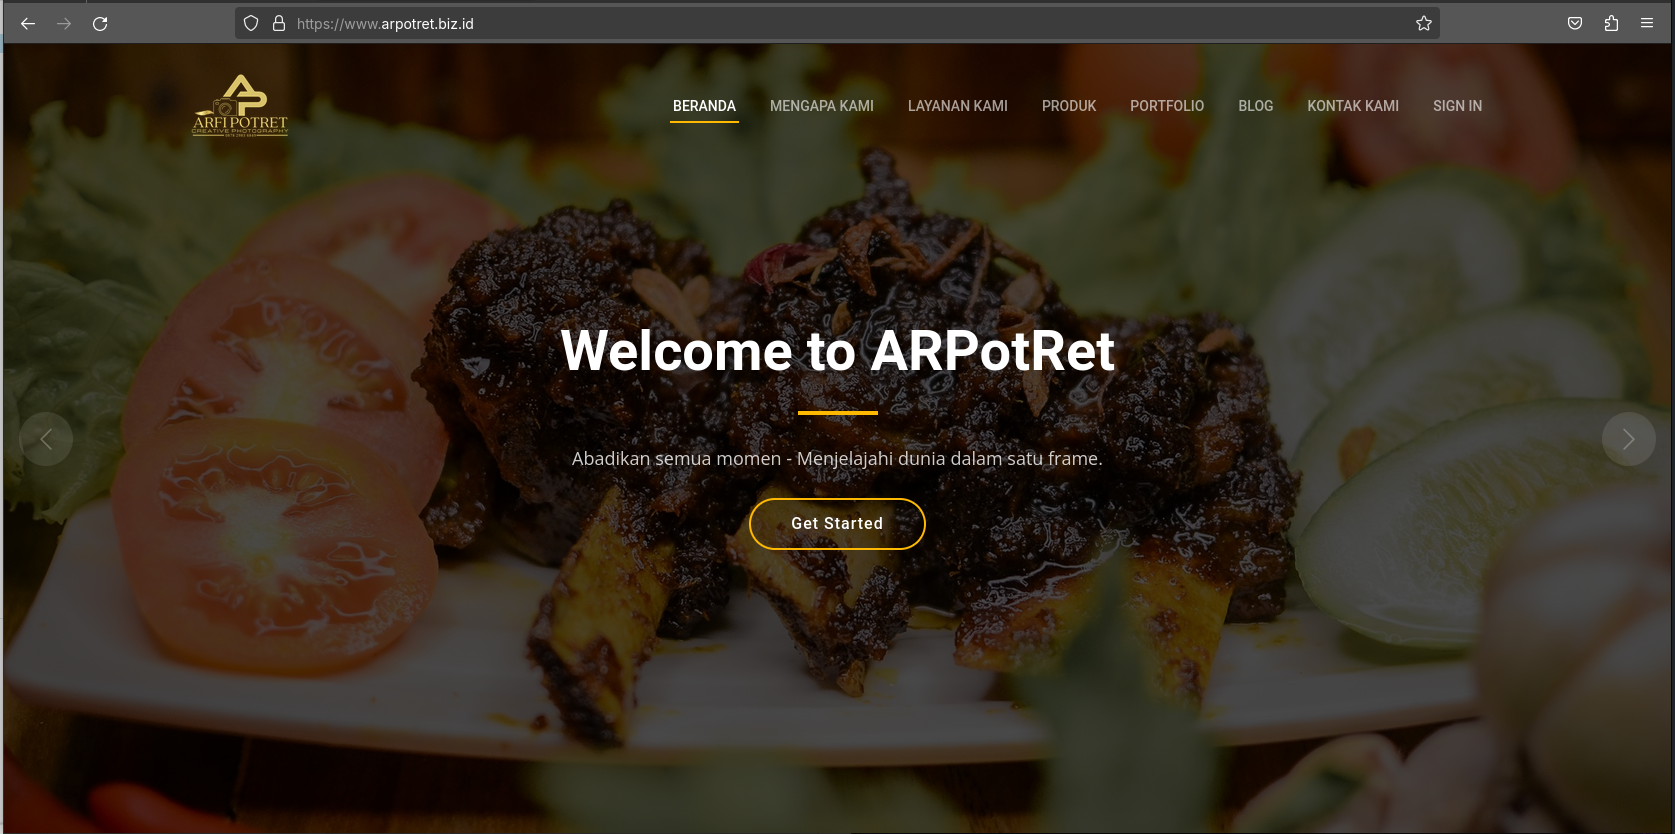 https://www.arpotret.biz.id
ARFI POTRET
CREATIVE PHOTOGRAPHY
BERANDA MENGAPA KAMI LAYANAN KAMI PRODUK PORTFOLIO BLOG KONTAK KAMI SIGN IN
Welcome to ARPotRet
Abadikan semua momen - Menjelajahi dunia dalam satu frame.
Get Started